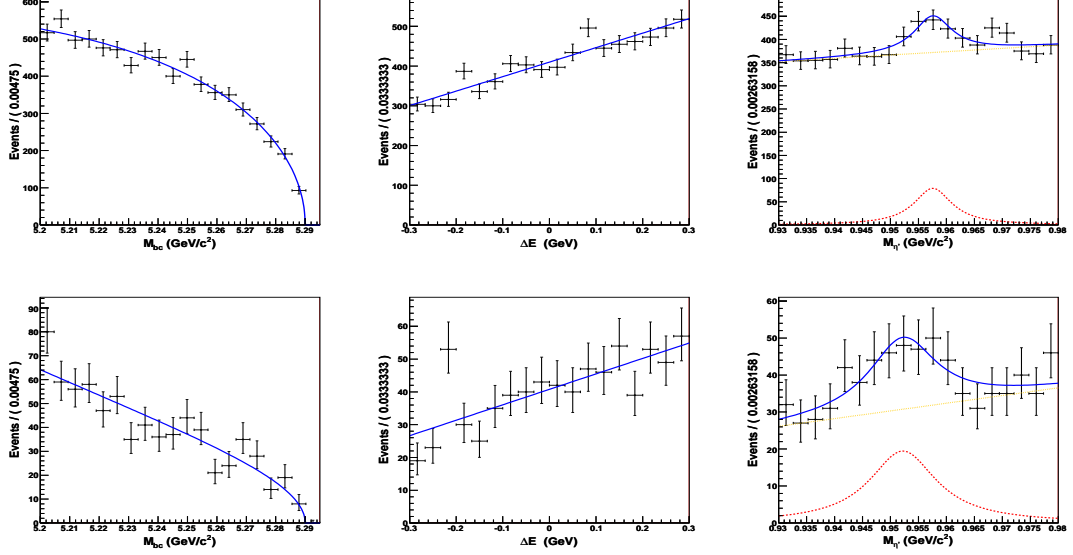 600
500
400
300
200
100
0
Events / ( 0.00475 )
5.2 5.21 5.22 5.23 5.24 5.25 5.26 5.27 5.28 5.29
M_bc (GeV/c²)
500
400
300
200
100
0
Events / ( 0.0333333 )
-0.3 -0.2 -0.1 0 0.1 0.2 0.3
ΔE (GeV)
450
400
350
300
250
200
150
100
50
0
Events / ( 0.00263158 )
0.93 0.935 0.94 0.945 0.95 0.955 0.96 0.965 0.97 0.975 0.98
M_η' (GeV/c²)
90
80
70
60
50
40
30
20
10
0
Events / ( 0.00475 )
5.2 5.21 5.22 5.23 5.24 5.25 5.26 5.27 5.28 5.29
M_bc (GeV/c²)
60
50
40
30
20
10
0
Events / ( 0.0333333 )
-0.3 -0.2 -0.1 0 0.1 0.2 0.3
ΔE (GeV)
60
50
40
30
20
10
0
Events / ( 0.00263158 )
0.93 0.935 0.94 0.945 0.95 0.955 0.96 0.965 0.97 0.975 0.98
M_η' (GeV/c²)